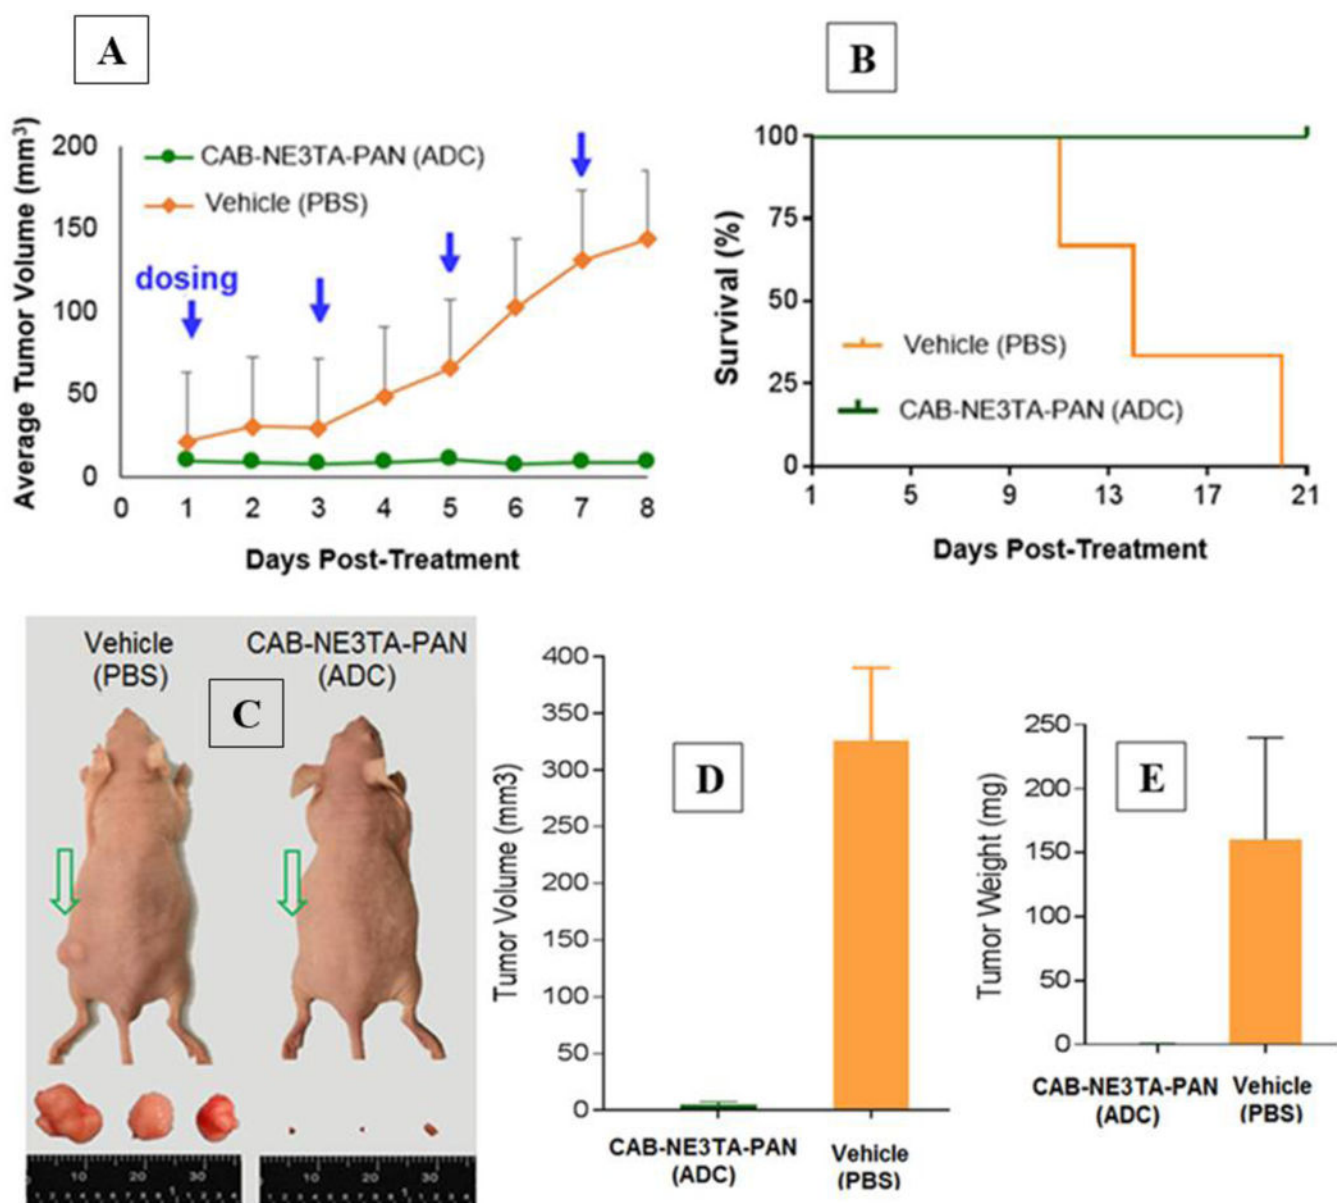 A
Average Tumor Volume (mm³)
200
150
100
50
0
CAB-NE3TA-PAN (ADC)
Vehicle (PBS)
dosing
0 1 2 3 4 5 6 7 8
Days Post-Treatment
B
Survival (%)
100
75
50
25
0
Vehicle (PBS)
CAB-NE3TA-PAN (ADC)
1 5 9 13 17 21
Days Post-Treatment
Vehicle
(PBS)
CAB-NE3TA-PAN
(ADC)
C
10 20 30
10 20 30
D
Tumor Volume (mm3)
400
350
300
250
200
150
100
50
0
CAB-NE3TA-PAN
(ADC)
Vehicle
(PBS)
E
Tumor Weight (mg)
250
200
150
100
50
0
CAB-NE3TA-PAN
(ADC)
Vehicle
(PBS)